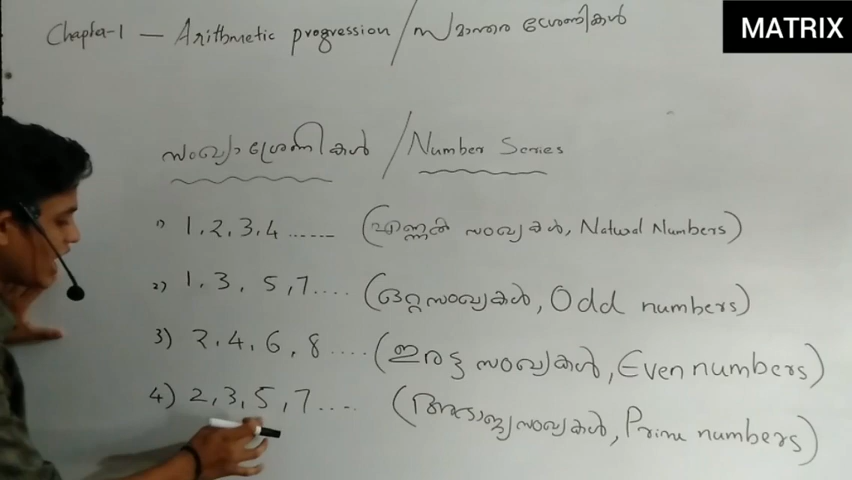 MATRIX
Chapter-1 — Arithmetic progression / സമാന്തര ശ്രേണികൾ
സംഖ്യാ ശ്രേണികൾ / Number Series
1) 1, 2, 3, 4 ...... (എണ്ണൽ സംഖ്യകൾ, Natural Numbers)
2) 1, 3, 5, 7 .... (ഒറ്റ സംഖ്യകൾ, Odd numbers)
3) 2, 4, 6, 8 .... (ഇരട്ട സംഖ്യകൾ, Even numbers)
4) 2, 3, 5, 7 .... (അഭാജ്യസംഖ്യകൾ, Prime numbers)